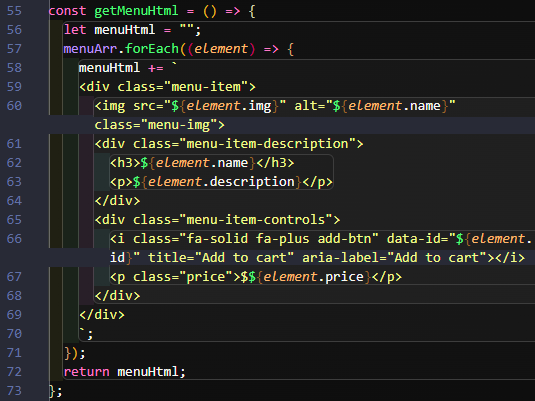 55 const getMenuHtml = () => {
56 let menuHtml = "";
57 menuArr.forEach((element) => {
58 menuHtml += `
59 <div class="menu-item">
60 <img src="${element.img}" alt="${element.name}"
class="menu-img">
61 <div class="menu-item-description">
62 <h3>${element.name}</h3>
63 <p>${element.description}</p>
64 </div>
65 <div class="menu-item-controls">
66 <i class="fa-solid fa-plus add-btn" data-id="${element.
id}" title="Add to cart" aria-label="Add to cart"></i>
67 <p class="price">$${element.price}</p>
68 </div>
69 </div>
70 `;
71 });
72 return menuHtml;
73 };